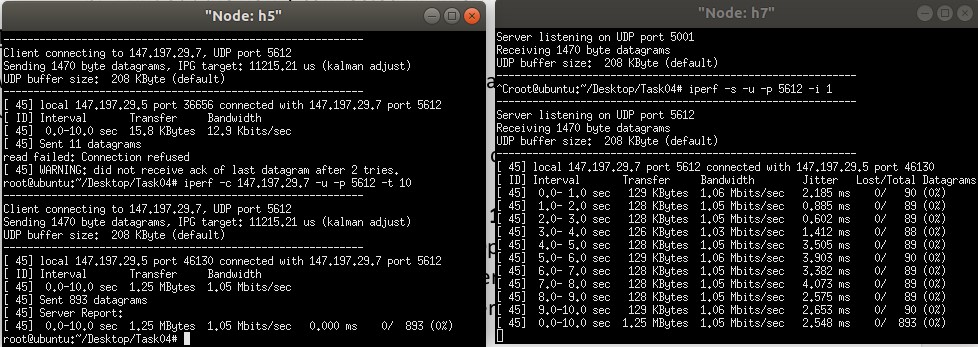 "Node: h5"
------------------------------------------------------------
Client connecting to 147.197.29.7, UDP port 5612
Sending 1470 byte datagrams, IPG target: 11215.21 us (kalman adjust)
UDP buffer size:  208 KByte (default)
------------------------------------------------------------
[ 45] local 147.197.29.5 port 36656 connected with 147.197.29.7 port 5612
[ ID] Interval       Transfer     Bandwidth
[ 45]  0.0-10.0 sec  15.8 KBytes  12.9 Kbits/sec
[ 45] Sent 11 datagrams
read failed: Connection refused
[ 45] WARNING: did not receive ack of last datagram after 2 tries.
root@ubuntu:~/Desktop/Task04# iperf -c 147.197.29.7 -u -p 5612 -t 10
------------------------------------------------------------
Client connecting to 147.197.29.7, UDP port 5612
Sending 1470 byte datagrams, IPG target: 11215.21 us (kalman adjust)
UDP buffer size:  208 KByte (default)
------------------------------------------------------------
[ 45] local 147.197.29.5 port 46130 connected with 147.197.29.7 port 5612
[ ID] Interval       Transfer     Bandwidth
[ 45]  0.0-10.0 sec  1.25 MBytes  1.05 Mbits/sec
[ 45] Sent 893 datagrams
[ 45] Server Report:
[ 45]  0.0-10.0 sec  1.25 MBytes  1.05 Mbits/sec   0.000 ms    0/  893 (0%)
root@ubuntu:~/Desktop/Task04#
"Node: h7"
Server listening on UDP port 5001
Receiving 1470 byte datagrams
UDP buffer size:  208 KByte (default)
------------------------------------------------------------
^Croot@ubuntu:~/Desktop/Task04# iperf -s -u -p 5612 -i 1
------------------------------------------------------------
Server listening on UDP port 5612
Receiving 1470 byte datagrams
UDP buffer size:  208 KByte (default)
------------------------------------------------------------
[ 45] local 147.197.29.7 port 5612 connected with 147.197.29.5 port 46130
[ ID] Interval       Transfer     Bandwidth        Jitter   Lost/Total Datagrams
[ 45]  0.0- 1.0 sec   129 KBytes  1.06 Mbits/sec   2.185 ms    0/   90 (0%)
[ 45]  1.0- 2.0 sec   128 KBytes  1.05 Mbits/sec   0.885 ms    0/   89 (0%)
[ 45]  2.0- 3.0 sec   128 KBytes  1.05 Mbits/sec   0.602 ms    0/   89 (0%)
[ 45]  3.0- 4.0 sec   126 KBytes  1.03 Mbits/sec   1.412 ms    0/   88 (0%)
[ 45]  4.0- 5.0 sec   128 KBytes  1.05 Mbits/sec   3.505 ms    0/   89 (0%)
[ 45]  5.0- 6.0 sec   129 KBytes  1.06 Mbits/sec   3.903 ms    0/   90 (0%)
[ 45]  6.0- 7.0 sec   128 KBytes  1.05 Mbits/sec   3.382 ms    0/   89 (0%)
[ 45]  7.0- 8.0 sec   128 KBytes  1.05 Mbits/sec   4.073 ms    0/   89 (0%)
[ 45]  8.0- 9.0 sec   128 KBytes  1.05 Mbits/sec   2.575 ms    0/   89 (0%)
[ 45]  9.0-10.0 sec   129 KBytes  1.06 Mbits/sec   2.653 ms    0/   90 (0%)
[ 45]  0.0-10.0 sec  1.25 MBytes  1.05 Mbits/sec   2.548 ms    0/  893 (0%)